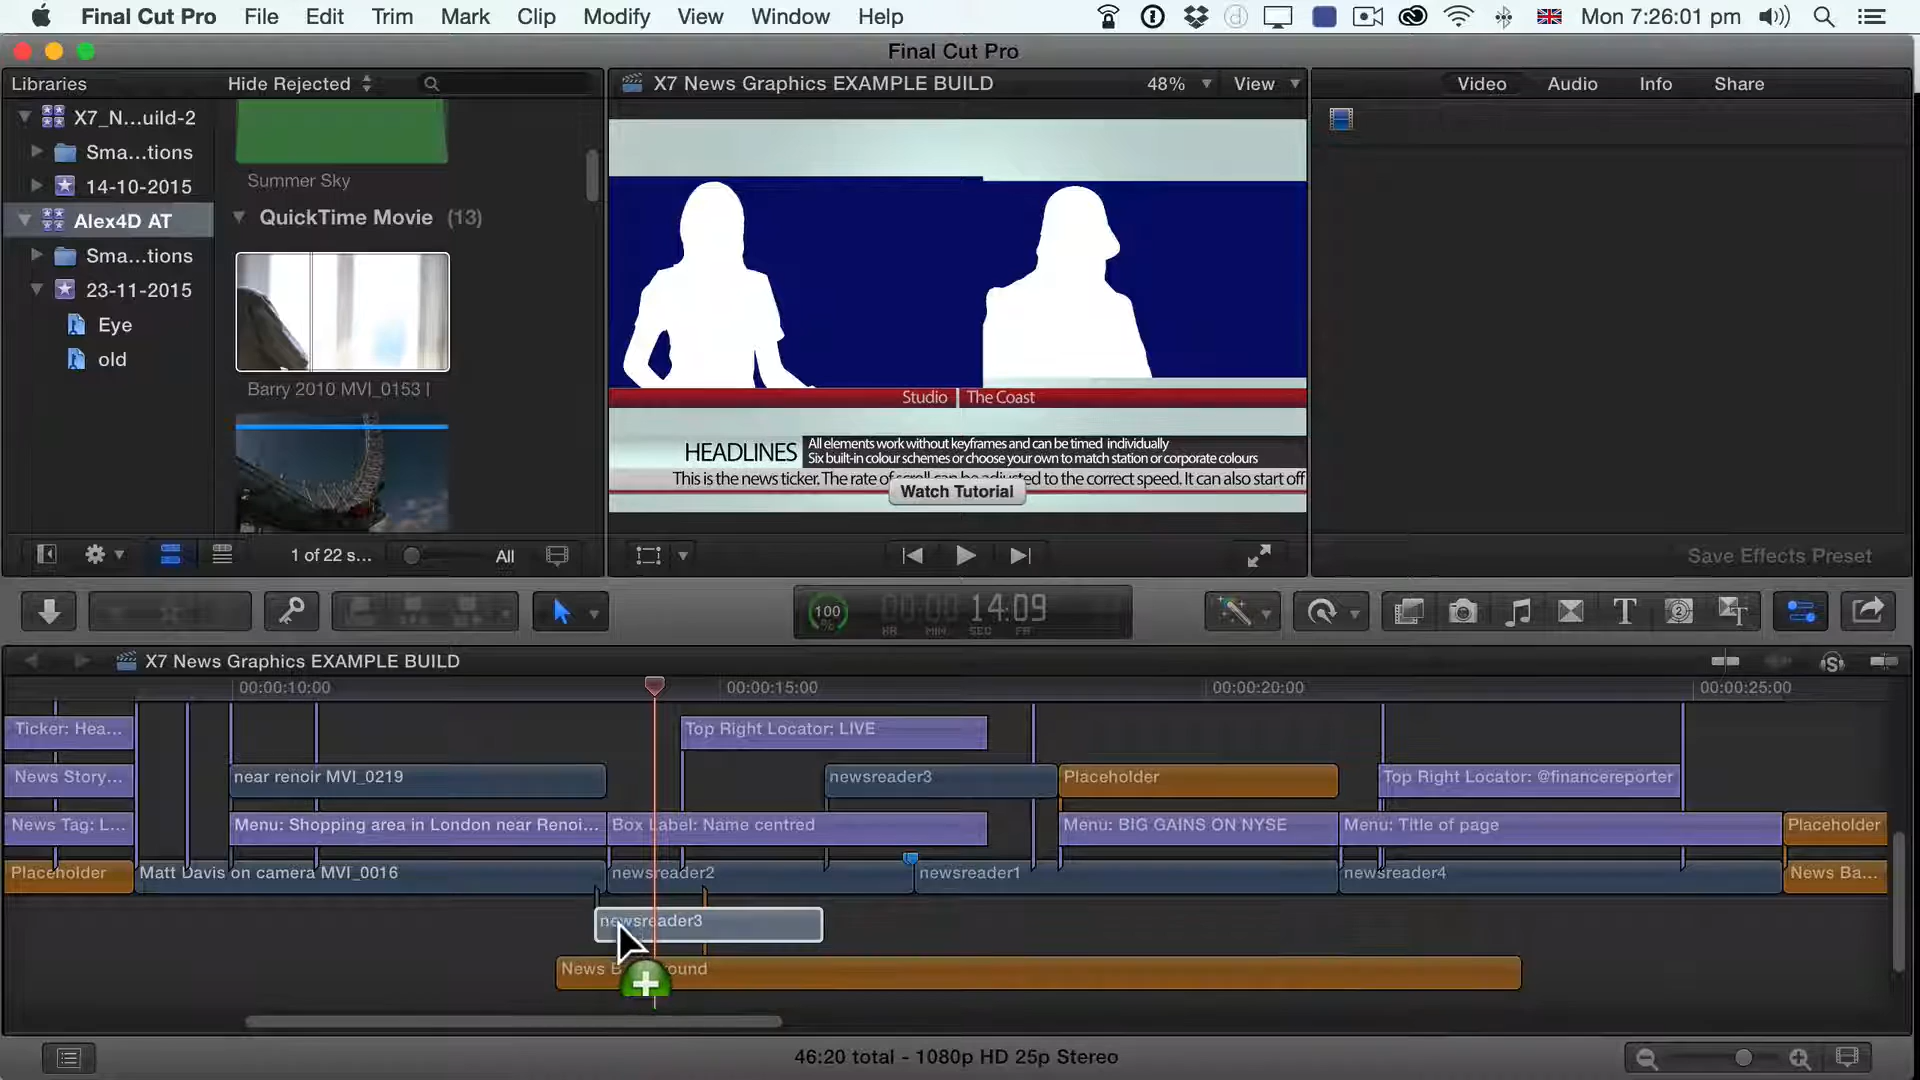 Final Cut Pro File Edit Trim Mark Clip Modify View Window Help Mon 7:26:01 pm
Final Cut Pro
Libraries Hide Rejected X7 News Graphics EXAMPLE BUILD 48% View Video Audio Info Share
X7_N...uild-2
Sma...tions
14-10-2015
Alex4D AT
Sma...tions
23-11-2015
Eye
old
Summer Sky
QuickTime Movie (13)
Barry 2010 MVI_0153 |
Studio The Coast
HEADLINES
All elements work without keyframes and can be timed individually
Six built-in colour schemes or choose your own to match station or corporate colours
This is the news ticker. The rate of scroll can be adjusted to the correct speed. It can also start off
Watch Tutorial
1 of 22 s... All
Save Effects Preset
100 % 00:00 14:09
HR MIN SEC FR
X7 News Graphics EXAMPLE BUILD
00:00:10:00 00:00:15:00 00:00:20:00 00:00:25:00
Ticker: Hea... Top Right Locator: LIVE
News Story... near renoir MVI_0219 newsreader3 Placeholder Top Right Locator: @financereporter
News Tag: L... Menu: Shopping area in London near Renoi... Box Label: Name centred Menu: BIG GAINS ON NYSE Menu: Title of page Placeholder
Placeholder Matt Davis on camera MVI_0016 newsreader2 newsreader1 newsreader4 News Ba...
newsreader3
46:20 total - 1080p HD 25p Stereo